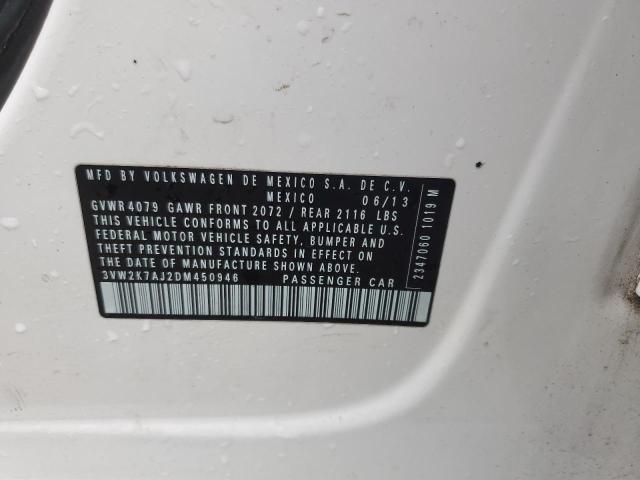 MFD BY VOLKSWAGEN DE MEXICO S.A. DE C.V.
MEXICO 06/13
GVWR 4079 GAWR FRONT 2072 / REAR 2116 LBS
THIS VEHICLE CONFORMS TO ALL APPLICABLE U.S.
FEDERAL MOTOR VEHICLE SAFETY, BUMPER AND
THEFT PREVENTION STANDARDS IN EFFECT ON
THE DATE OF MANUFACTURE SHOWN ABOVE.
3VW2K7AJ2DM450946 PASSENGER CAR
2347060 1019 M